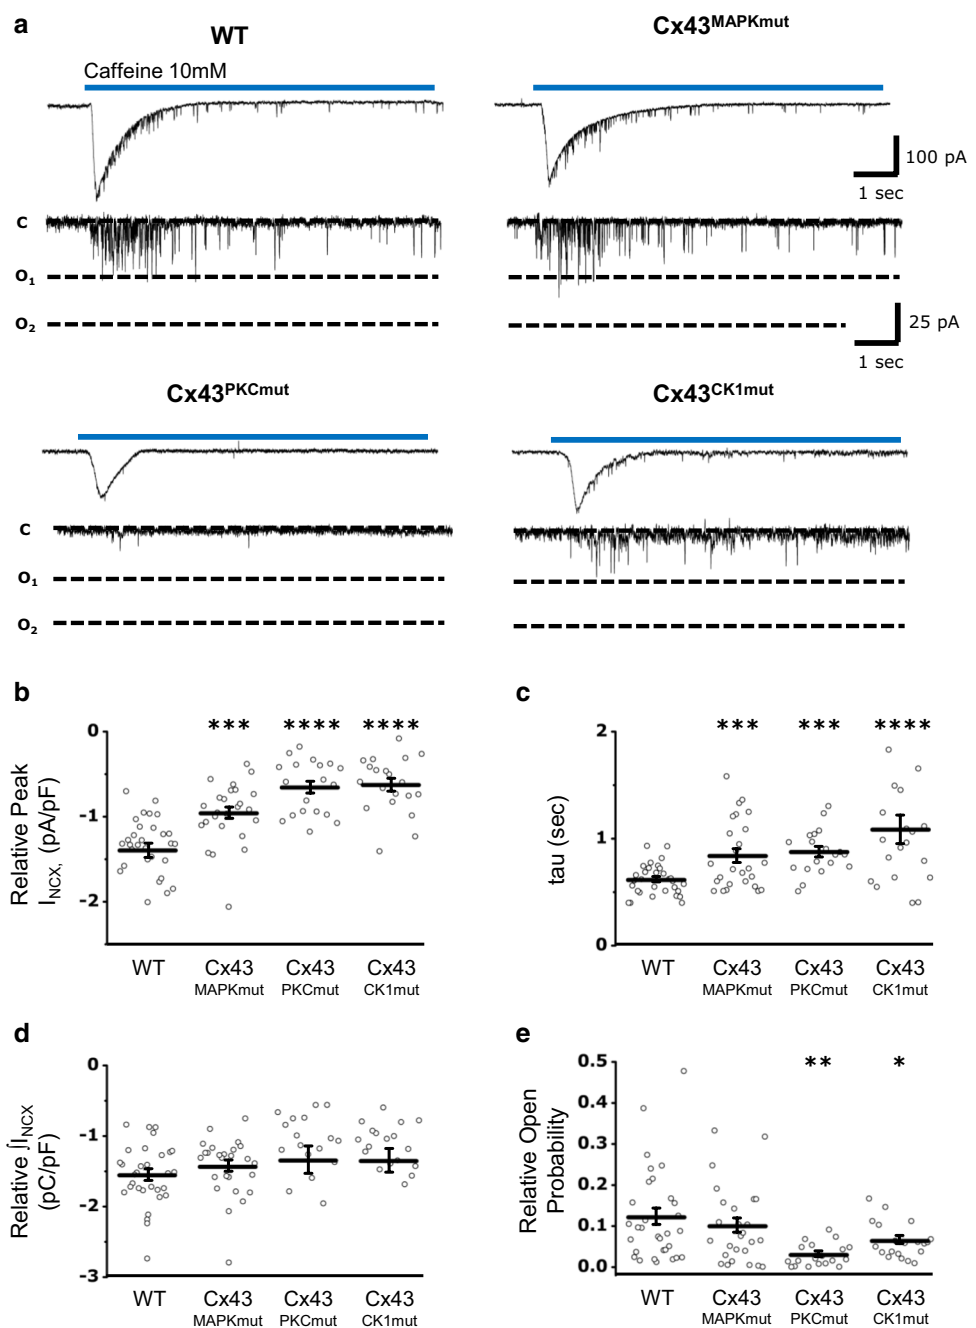 a
WT
Cx43MAPKmut
Caffeine 10mM
100 pA
1 sec
C
O1
O2
25 pA
1 sec
Cx43PKCmut
Cx43CK1mut
C
O1
O2
b
Relative Peak
INCX, (pA/pF)
0
-1
-2
***
****
****
WT
Cx43
MAPKmut
Cx43
PKCmut
Cx43
CK1mut
c
tau (sec)
2
1
0
***
***
****
WT
Cx43
MAPKmut
Cx43
PKCmut
Cx43
CK1mut
d
Relative ∫INCX
(pC/pF)
0
-1
-2
-3
WT
Cx43
MAPKmut
Cx43
PKCmut
Cx43
CK1mut
e
Relative Open
Probability
0.5
0.4
0.3
0.2
0.1
0.0
**
*
WT
Cx43
MAPKmut
Cx43
PKCmut
Cx43
CK1mut